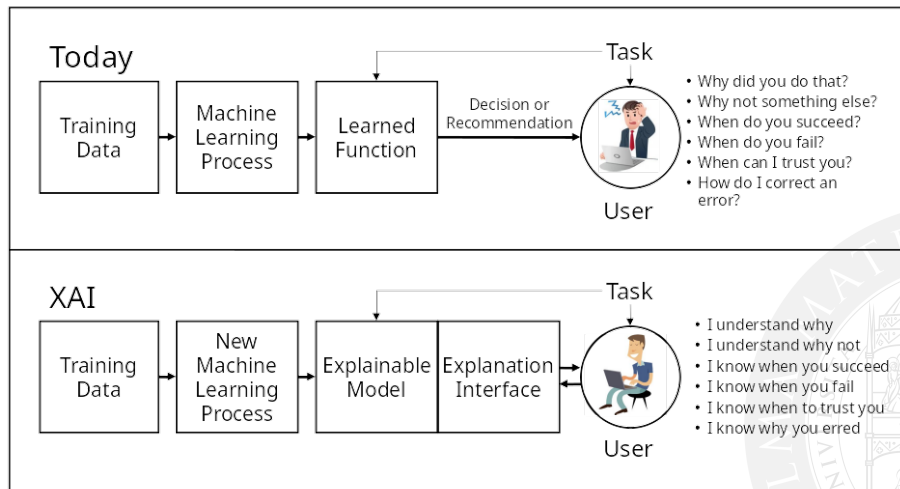 Today
Task
Training
Data
Machine
Learning
Process
Learned
Function
Decision or
Recommendation
User
• Why did you do that?
• Why not something else?
• When do you succeed?
• When do you fail?
• When can I trust you?
• How do I correct an
error?
XAI
Task
Training
Data
New
Machine
Learning
Process
Explainable
Model
Explanation
Interface
User
• I understand why
• I understand why not
• I know when you succeed
• I know when you fail
• I know when to trust you
• I know why you erred